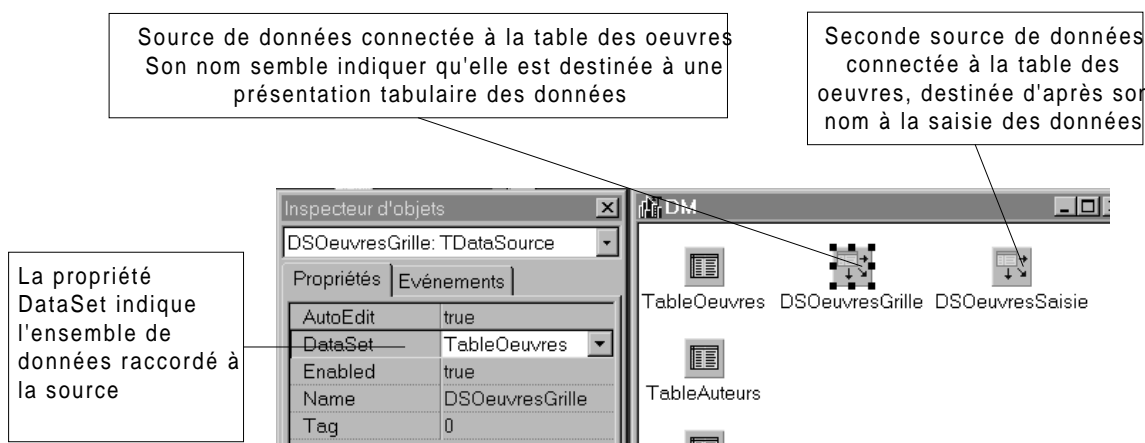 Source de données connectée à la table des oeuvres
Son nom semble indiquer qu'elle est destinée à une
présentation tabulaire des données
Seconde source de données
connectée à la table des
oeuvres, destinée d'après son
nom à la saisie des données
La propriété
DataSet indique
l'ensemble de
données raccordé à
la source
Inspecteur d'objets
DSOeuvresGrille: TDataSource
Propriétés Evénements
AutoEdit true
DataSet TableOeuvres
Enabled true
Name DSOeuvresGrille
Tag 0
DM
TableOeuvres DSOeuvresGrille DSOeuvresSaisie
TableAuteurs